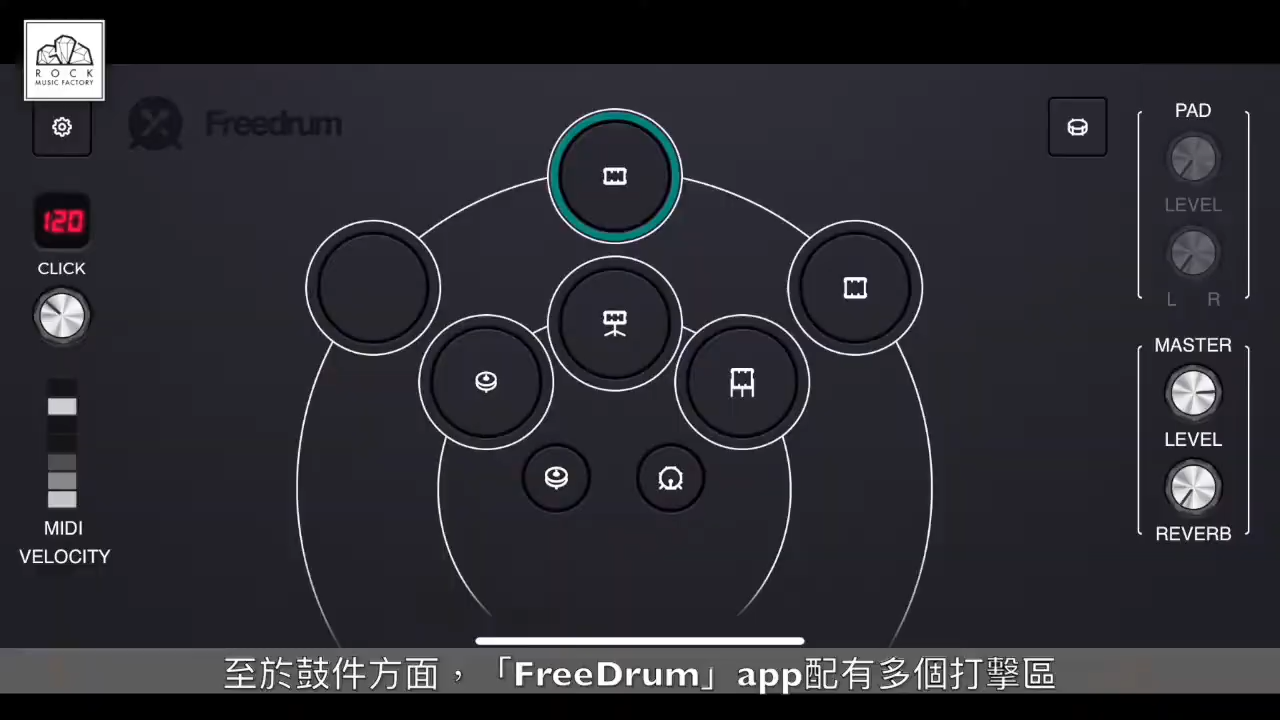 ROCK
MUSIC FACTORY
Freedrum
PAD
LEVEL
120
CLICK
L R
MASTER
LEVEL
MIDI
VELOCITY
REVERB
至於鼓件方面，「FreeDrum」app配有多個打擊區